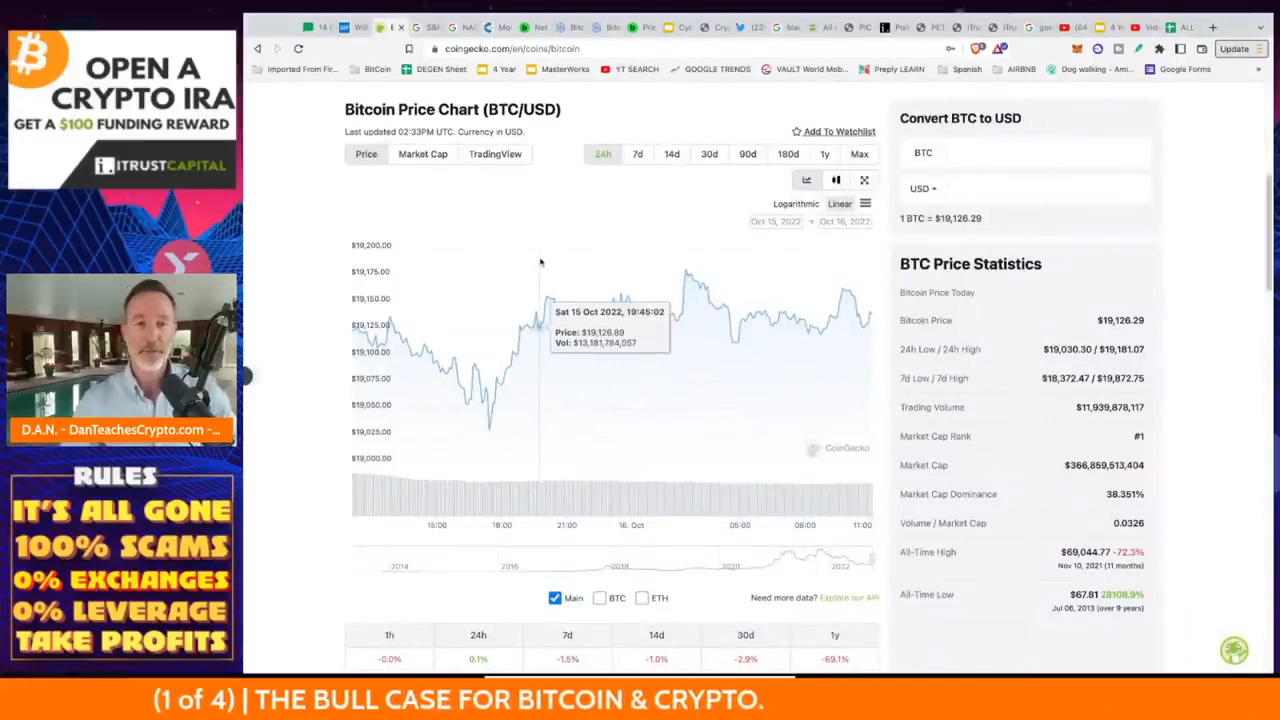 OPEN A
CRYPTO IRA
GET A $100 FUNDING REWARD
ITRUSTCAPITAL
D.A.N. - DanTeachesCrypto.com -...
RULES
IT'S ALL GONE
100% SCAMS
0% EXCHANGES
0% LEVERAGE
TAKE PROFITS
coingecko.com/en/coins/bitcoin
Update
Imported From Fir... BitCoin DEGEN Sheet 4 Year MasterWorks YT SEARCH GOOGLE TRENDS VAULT World Mob... Preply LEARN Spanish AIRBNB Dog walking - Ami... Google Forms
Bitcoin Price Chart (BTC/USD)
Last updated 02:33PM UTC. Currency in USD.
Add To Watchlist
Price Market Cap TradingView 24h 7d 14d 30d 90d 180d 1y Max
Logarithmic Linear
Oct 15, 2022 → Oct 16, 2022
$19,200.00
$19,175.00
$19,150.00
$19,125.00
$19,100.00
$19,075.00
$19,050.00
$19,025.00
$19,000.00
Sat 15 Oct 2022, 19:45:02
Price: $19,126.89
Vol: $13,181,784,057
CoinGecko
18:00 21:00 16. Oct 11:00
2014 2016 2018 2020 2022
Main BTC ETH
Need more data? Explore our API
1h 24h 7d 14d 30d 1y
-0.0% 0.1% -1.5% -1.0% -2.9% -69.1%
Convert BTC to USD
BTC
USD
1 BTC = $19,126.29
BTC Price Statistics
Bitcoin Price Today
Bitcoin Price $19,126.29
24h Low / 24h High $19,030.30 / $19,181.07
7d Low / 7d High $18,372.47 / $19,872.75
Trading Volume $11,939,878,117
Market Cap Rank #1
Market Cap $366,859,513,404
Market Cap Dominance 38.351%
Volume / Market Cap 0.0326
All-Time High $69,044.77 -72.3%
Nov 10, 2021 (11 months)
All-Time Low $67.81 28108.9%
Jul 06, 2013 (over 9 years)
(1 of 4) | THE BULL CASE FOR BITCOIN & CRYPTO.